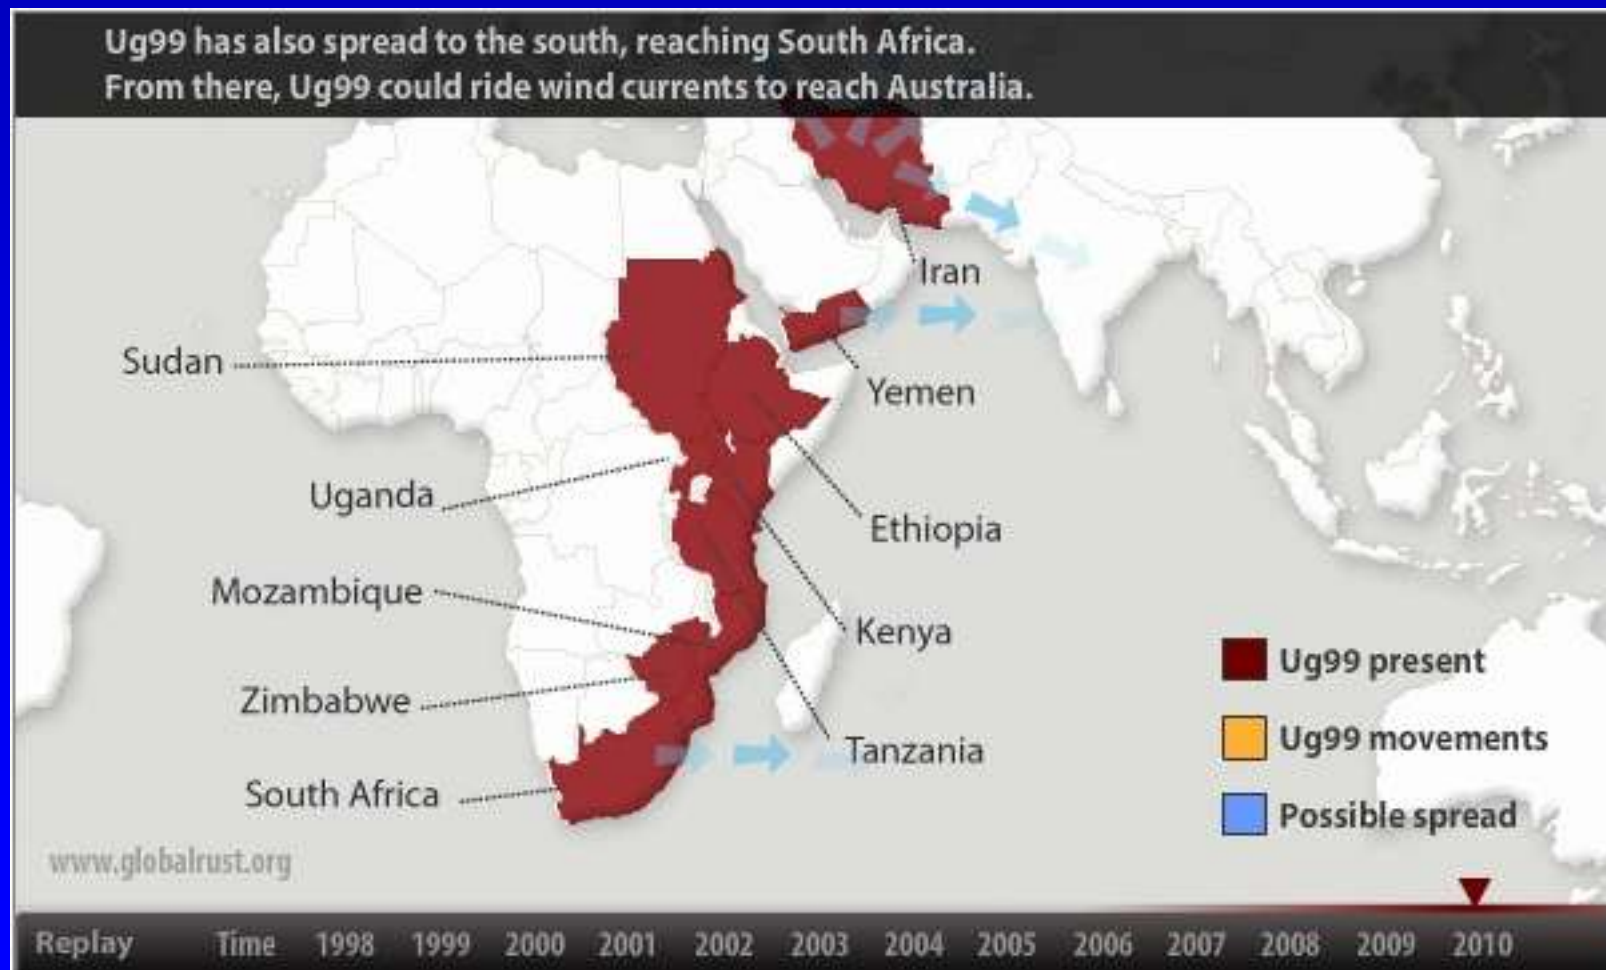 Ug99 has also spread to the south, reaching South Africa.
From there, Ug99 could ride wind currents to reach Australia.
Iran
Sudan
Yemen
Uganda
Ethiopia
Mozambique
Kenya
Zimbabwe
Tanzania
South Africa
Ug99 present
Ug99 movements
Possible spread
www.globalrust.org
Replay Time 1998 1999 2000 2001 2002 2003 2004 2005 2006 2007 2008 2009 2010